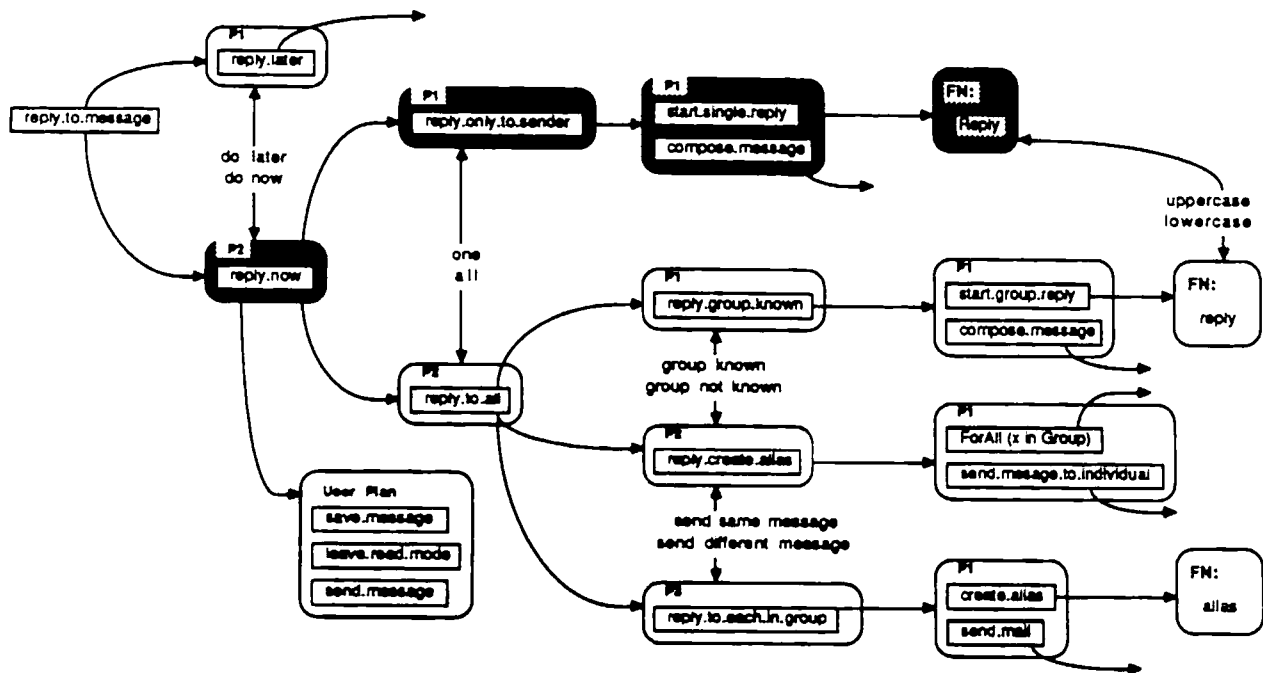 P1
reply.later
reply.to.message
do later
do now
P2
reply.now
User Plan
save.message
leave.read.mode
send.message
P1
reply.only.to.sender
one
all
P2
reply.to.all
P1
start.single.reply
compose.message
FN:
Reply
uppercase
lowercase
P1
reply.group.known
group known
group not known
P2
reply.create.alias
send same message
send different message
P3
reply.to.each.in.group
P1
start.group.reply
compose.message
FN:
reply
P1
ForAll (x in Group)
send.mesage.to.individual
P1
create.alias
send.mail
FN:
alias